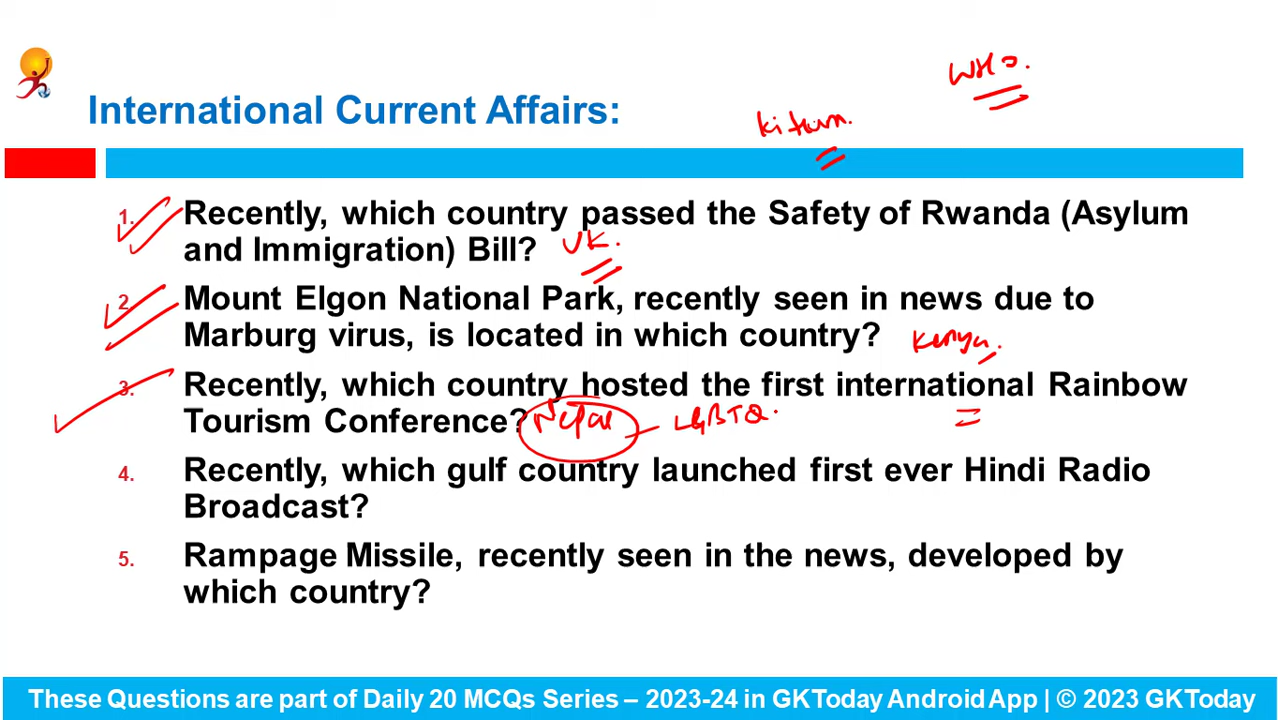 WHO.
Kitum.
International Current Affairs:
1. Recently, which country passed the Safety of Rwanda (Asylum
and Immigration) Bill? UK.
2. Mount Elgon National Park, recently seen in news due to
Marburg virus, is located in which country? Kenya.
3. Recently, which country hosted the first international Rainbow
Tourism Conference? Nepal – LGBTQ.
4. Recently, which gulf country launched first ever Hindi Radio
Broadcast?
5. Rampage Missile, recently seen in the news, developed by
which country?
These Questions are part of Daily 20 MCQs Series – 2023-24 in GKToday Android App | © 2023 GKToday